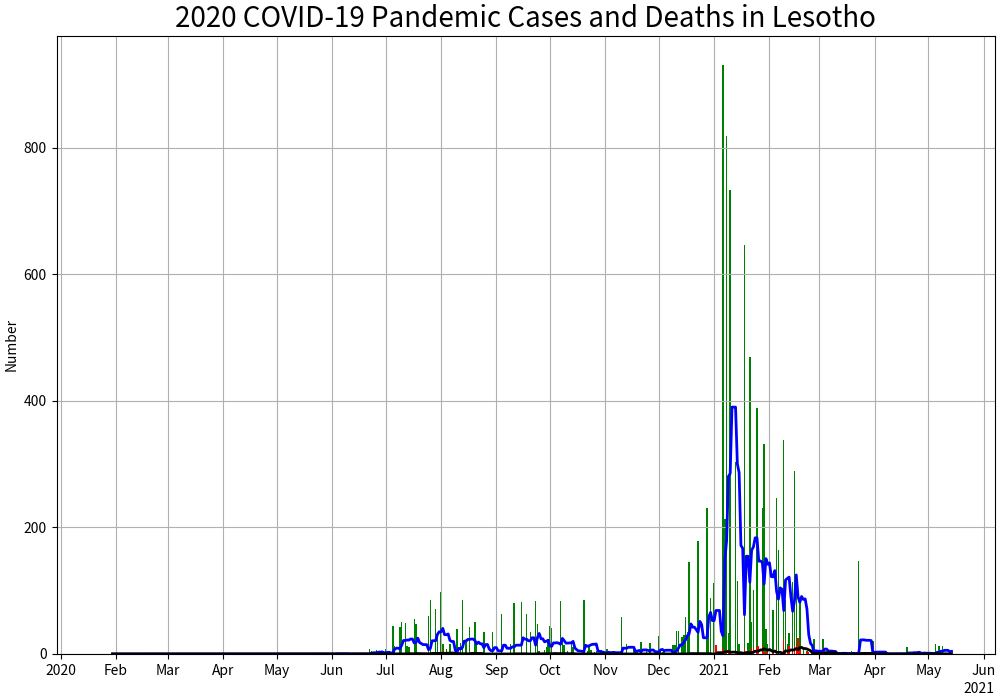 2020 COVID-19 Pandemic Cases and Deaths in Lesotho
Number
800
600
400
200
0
2020 Feb Mar Apr May Jun Jul Aug Sep Oct Nov Dec 2021 Feb Mar Apr May Jun
2021